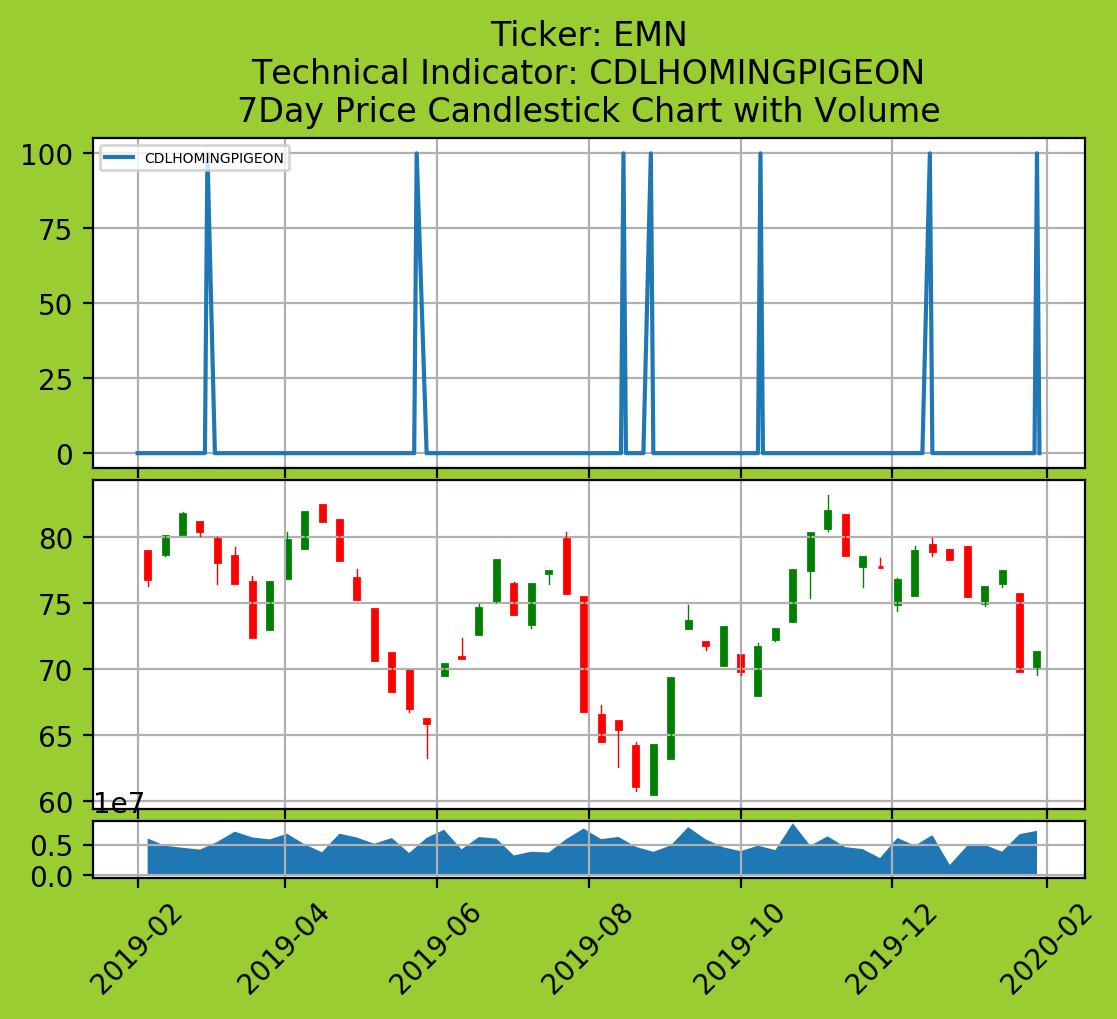 Ticker: EMN
Technical Indicator: CDLHOMINGPIGEON
7Day Price Candlestick Chart with Volume
100
CDLHOMINGPIGEON
75
50
25
0
80
75
70
65
60
1e7
0.5
0.0
2019-02 2019-04 2019-06 2019-08 2019-10 2019-12 2020-02